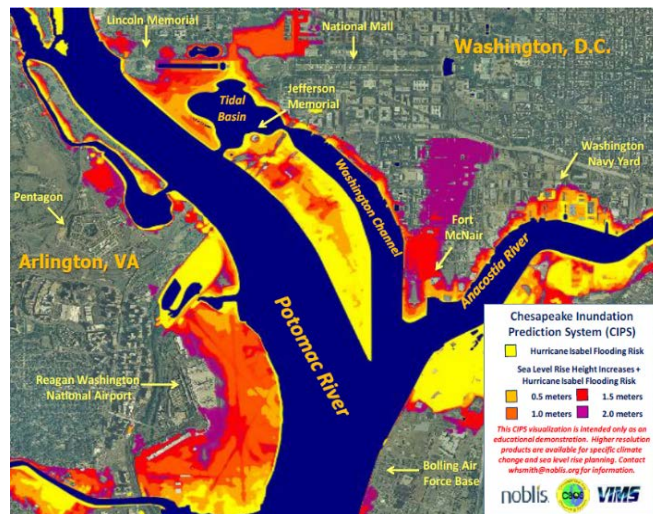 Lincoln Memorial
National Mall
Washington, D.C.
Tidal
Basin
Jefferson
Memorial
Washington
Navy Yard
Washington Channel
Pentagon
Fort
McNair
Arlington, VA
Anacostia River
Potomac River
Reagan Washington
National Airport
Bolling Air
Force Base
Chesapeake Inundation
Prediction System (CIPS)
Hurricane Isabel Flooding Risk
Sea Level Rise Height Increases +
Hurricane Isabel Flooding Risk
0.5 meters
1.5 meters
1.0 meters
2.0 meters
This CIPS visualization is intended only as an
educational demonstration. Higher resolution
products are available for specific climate
change and sea level rise planning. Contact
whsmith@noblis.org for information.
noblis
CBOS
VIMS